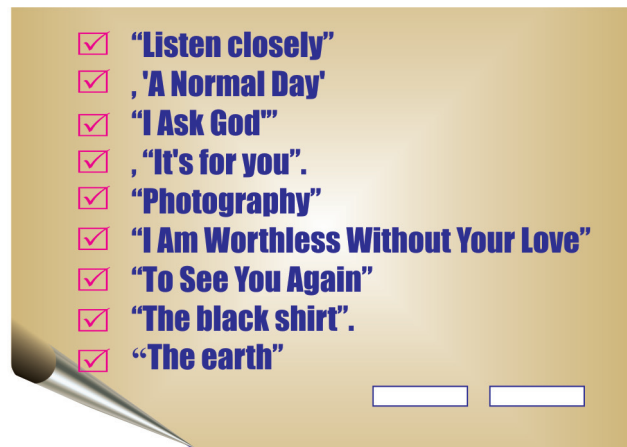 “Listen closely”
, 'A Normal Day'
“I Ask God'”
, “It's for you”.
“Photography”
“I Am Worthless Without Your Love”
“To See You Again”
“The black shirt”.
“The earth”